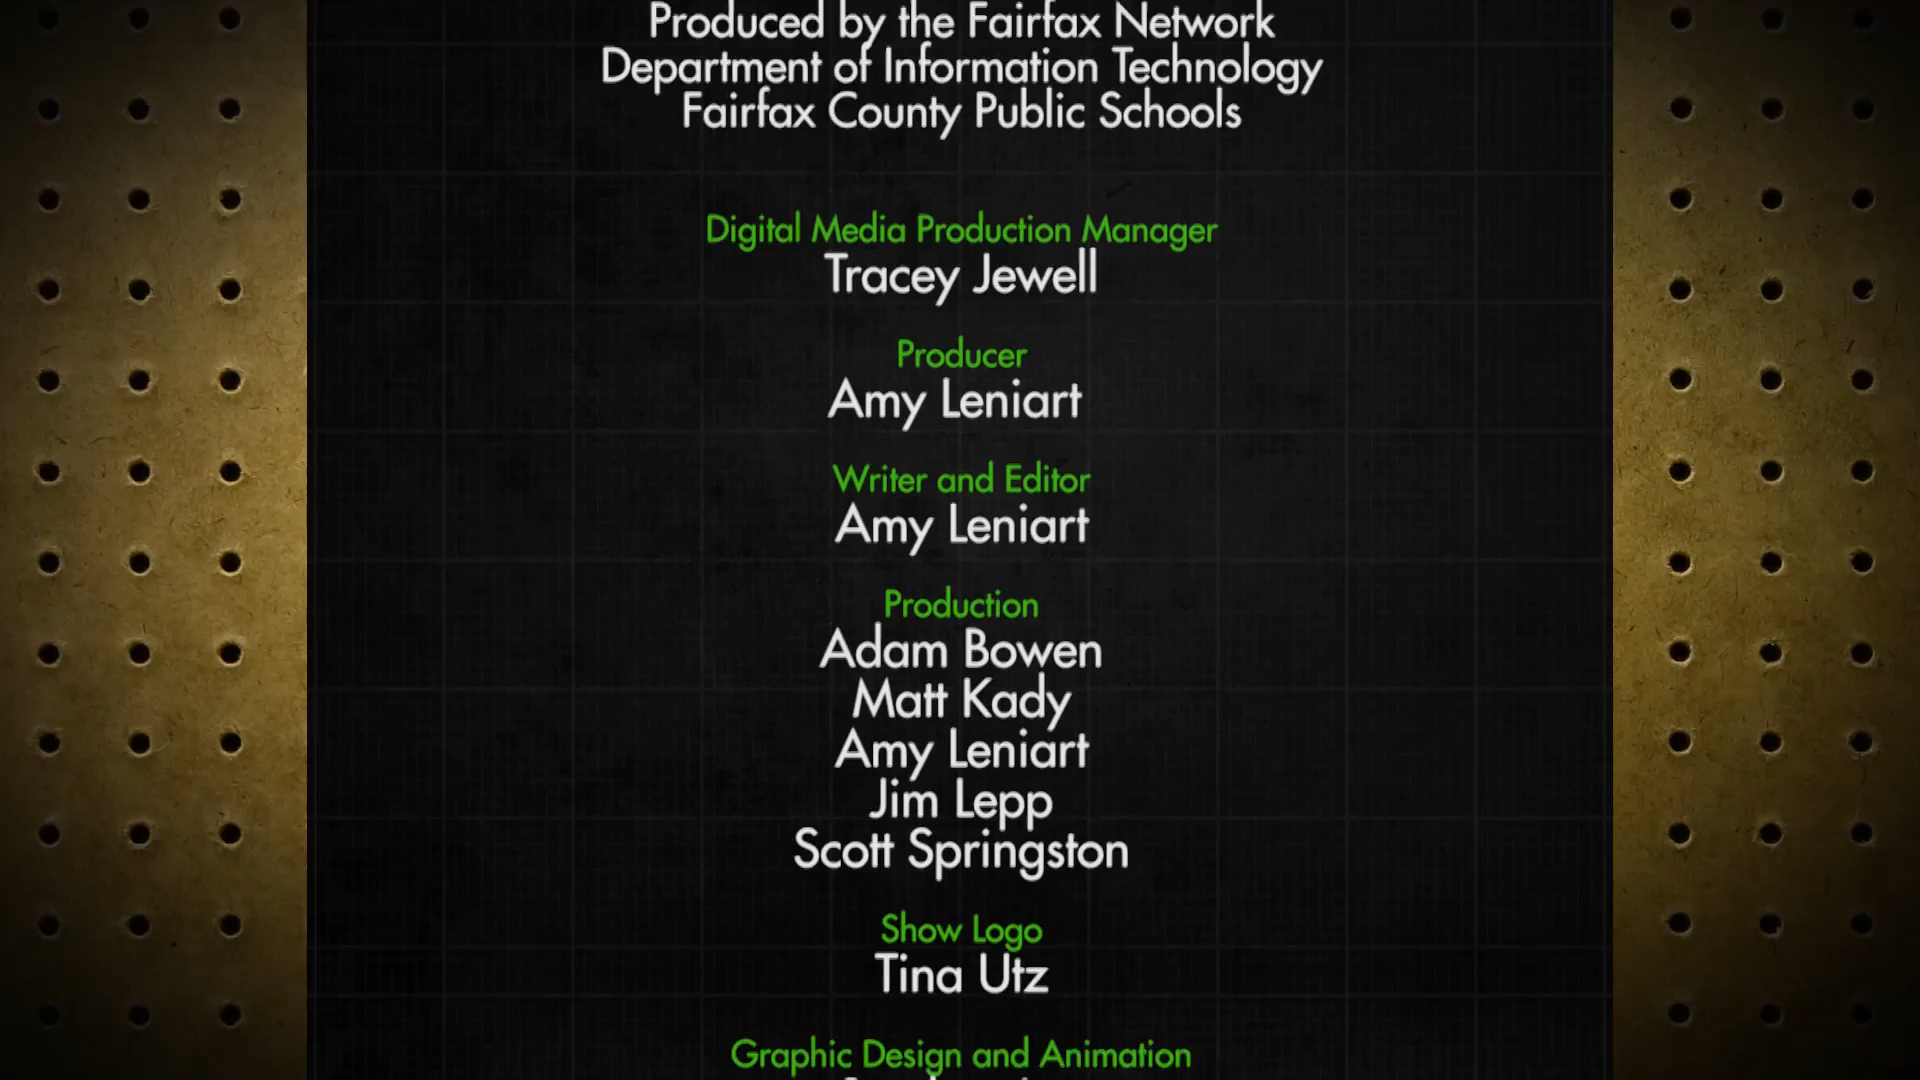 Produced by the Fairfax Network
Department of Information Technology
Fairfax County Public Schools
Digital Media Production Manager
Tracey Jewell
Producer
Amy Leniart
Writer and Editor
Amy Leniart
Production
Adam Bowen
Matt Kady
Amy Leniart
Jim Lepp
Scott Springston
Show Logo
Tina Utz
Graphic Design and Animation